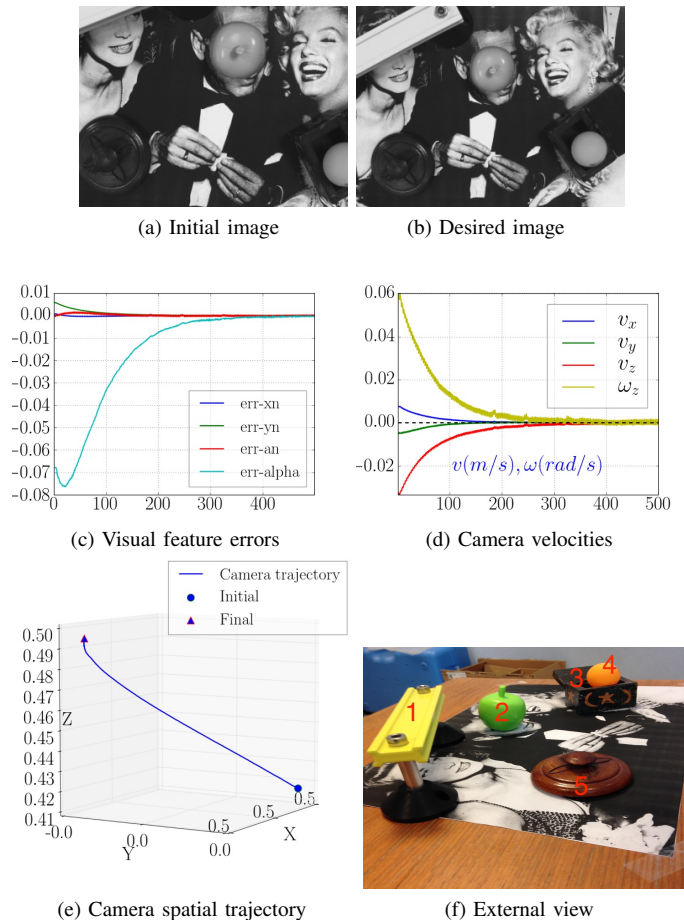 (a) Initial image
(b) Desired image
0.01
0.00
−0.01
−0.02
−0.03
−0.04
−0.05
−0.06
−0.07
−0.08
0 100 200 300 400
err-xn
err-yn
err-an
err-alpha
(c) Visual feature errors
0.06
0.04
0.02
0.00
−0.02
100 200 300 400 500
v_x
v_y
v_z
ω_z
v(m/s), ω(rad/s)
(d) Camera velocities
Camera trajectory
Initial
Final
0.50
0.49
0.48
0.46
0.45
0.43
0.42
0.41
Z
-0.0
0.0
0.5
0.0
0.5
0.5
Y
X
(e) Camera spatial trajectory
1
2
3
4
5
(f) External view